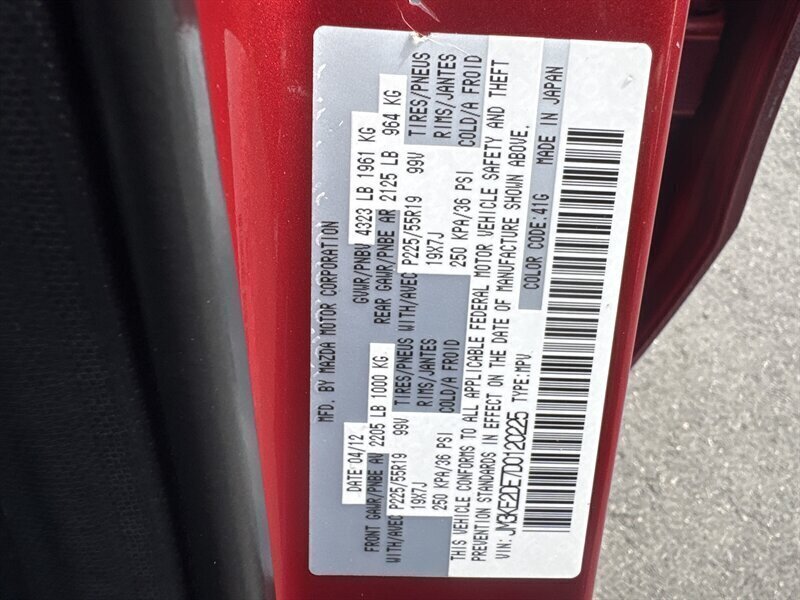 MFD. BY MAZDA MOTOR CORPORATION
DATE: 04/12 GVWR/PNBV 4323 LB 1961 KG
FRONT GAWR/PNBE AV 2205 LB 1000 KG REAR GAWR/PNBE AR 2125 LB 964 KG
WITH/AVEC P225/55R19 99V TIRES/PNEUS WITH/AVEC P225/55R19 99V TIRES/PNEUS
19X7J RIMS/JANTES 19X7J RIMS/JANTES
250 KPA/36 PSI COLD/A FROID 250 KPA/36 PSI COLD/A FROID
THIS VEHICLE CONFORMS TO ALL APPLICABLE FEDERAL MOTOR VEHICLE SAFETY AND THEFT
PREVENTION STANDARDS IN EFFECT ON THE DATE OF MANUFACTURE SHOWN ABOVE.
VIN: JM3KE2DE7D0120225 TYPE: MPV COLOR CODE: 41G MADE IN JAPAN